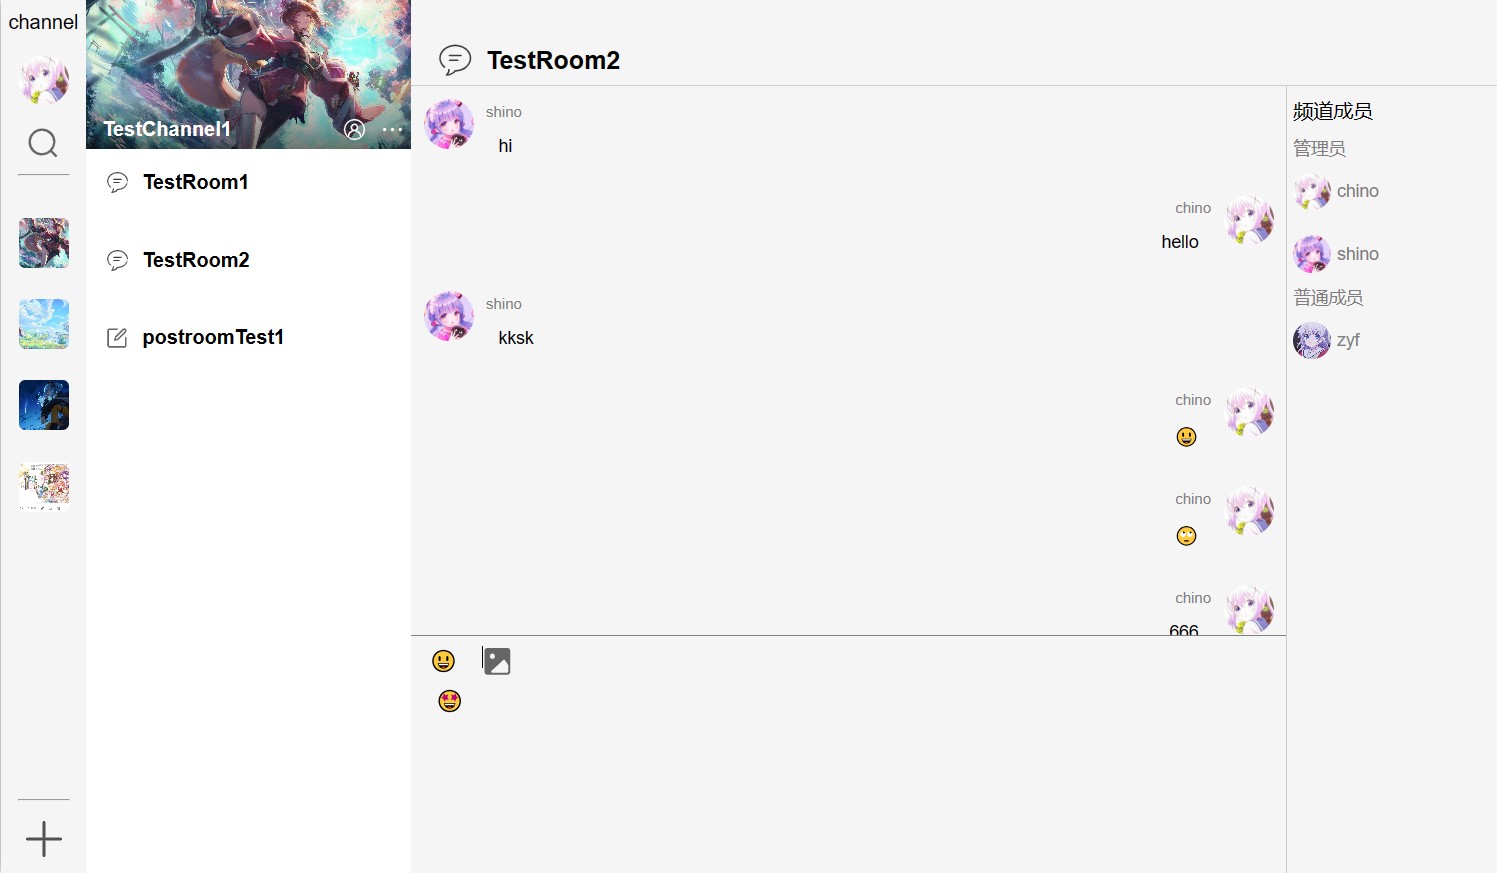 channel
TestChannel1
TestRoom1
TestRoom2
postroomTest1
TestRoom2
shino
hi
chino
hello
shino
kksk
chino
😃
chino
🙄
chino
666
😃
🤩
频道成员
管理员
chino
shino
普通成员
zyf